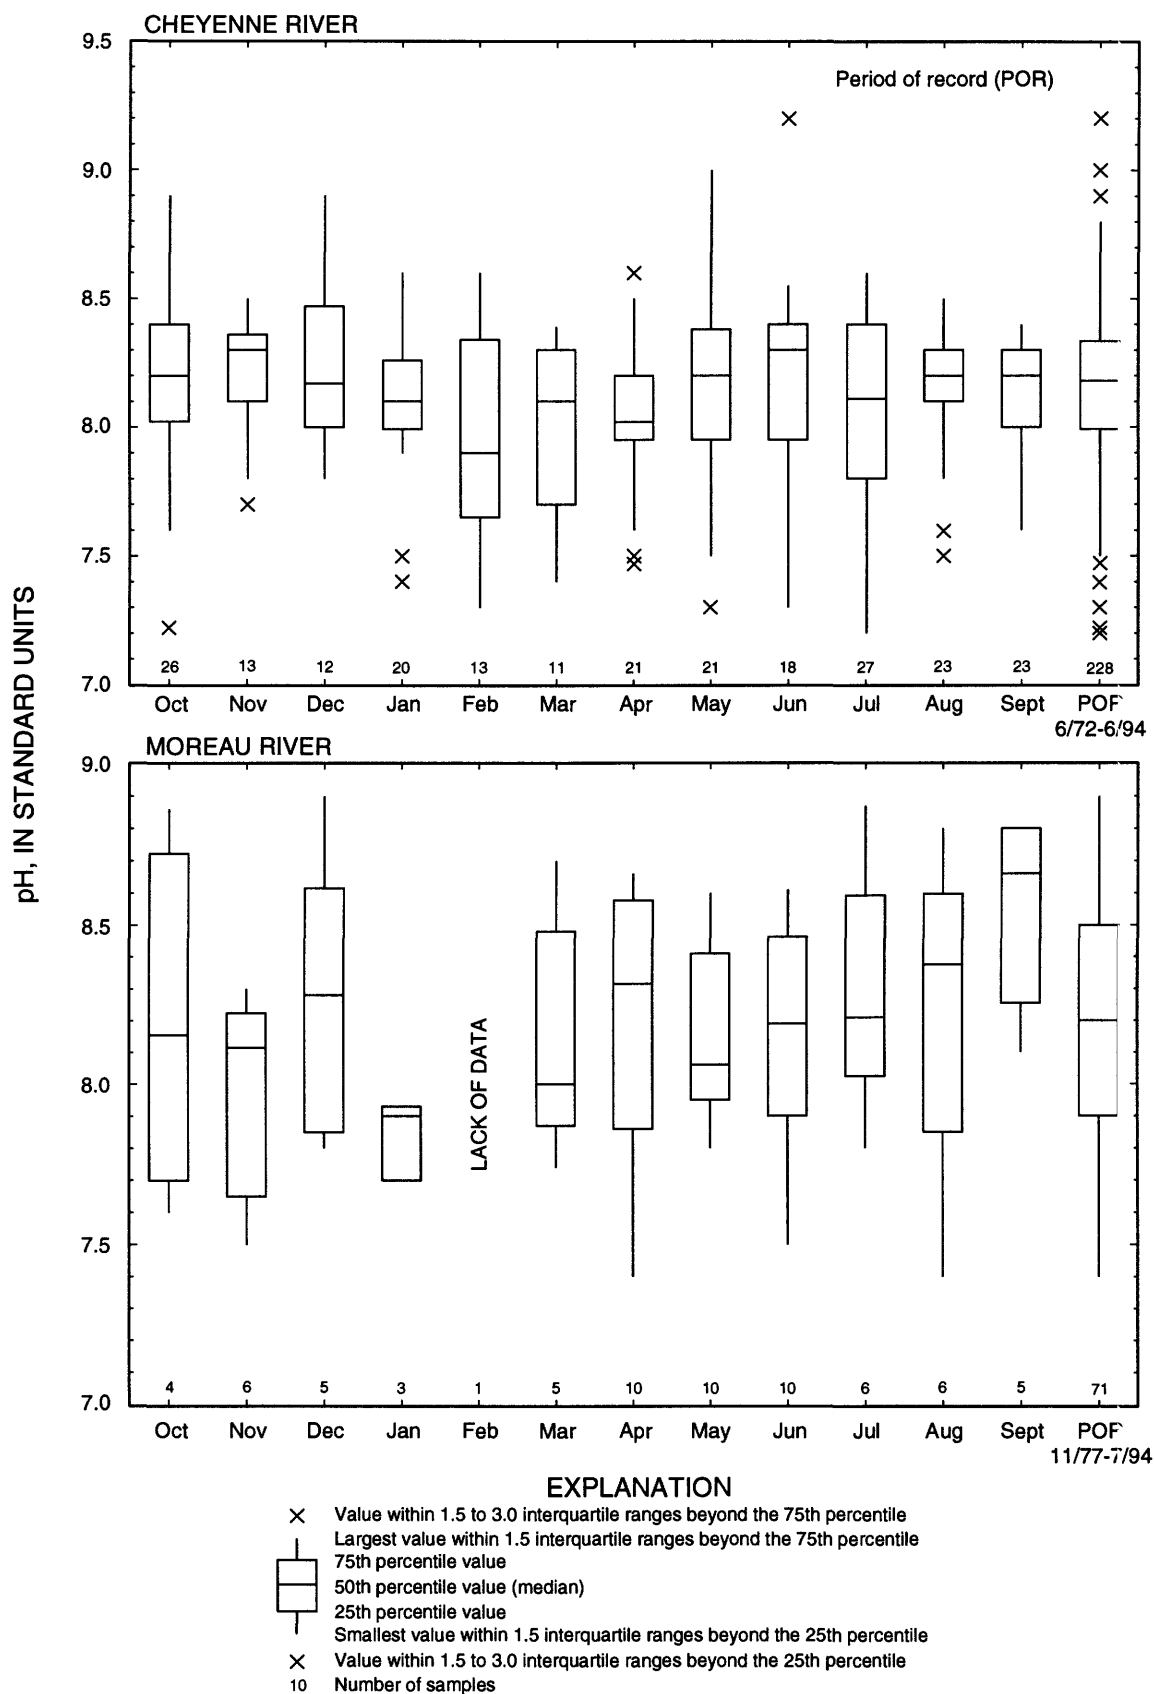 CHEYENNE RIVER
Period of record (POR)
9.5
9.0
8.5
8.0
7.5
7.0
26 13 12 20 13 11 21 21 18 27 23 23 228
Oct Nov Dec Jan Feb Mar Apr May Jun Jul Aug Sept POR
6/72-6/94
pH, IN STANDARD UNITS
MOREAU RIVER
9.0
8.5
8.0
7.5
7.0
LACK OF DATA
4 6 5 3 1 5 10 10 10 6 6 5 71
Oct Nov Dec Jan Feb Mar Apr May Jun Jul Aug Sept POR
11/77-7/94
EXPLANATION
Value within 1.5 to 3.0 interquartile ranges beyond the 75th percentile
Largest value within 1.5 interquartile ranges beyond the 75th percentile
75th percentile value
50th percentile value (median)
25th percentile value
Smallest value within 1.5 interquartile ranges beyond the 25th percentile
Value within 1.5 to 3.0 interquartile ranges beyond the 25th percentile
10 Number of samples